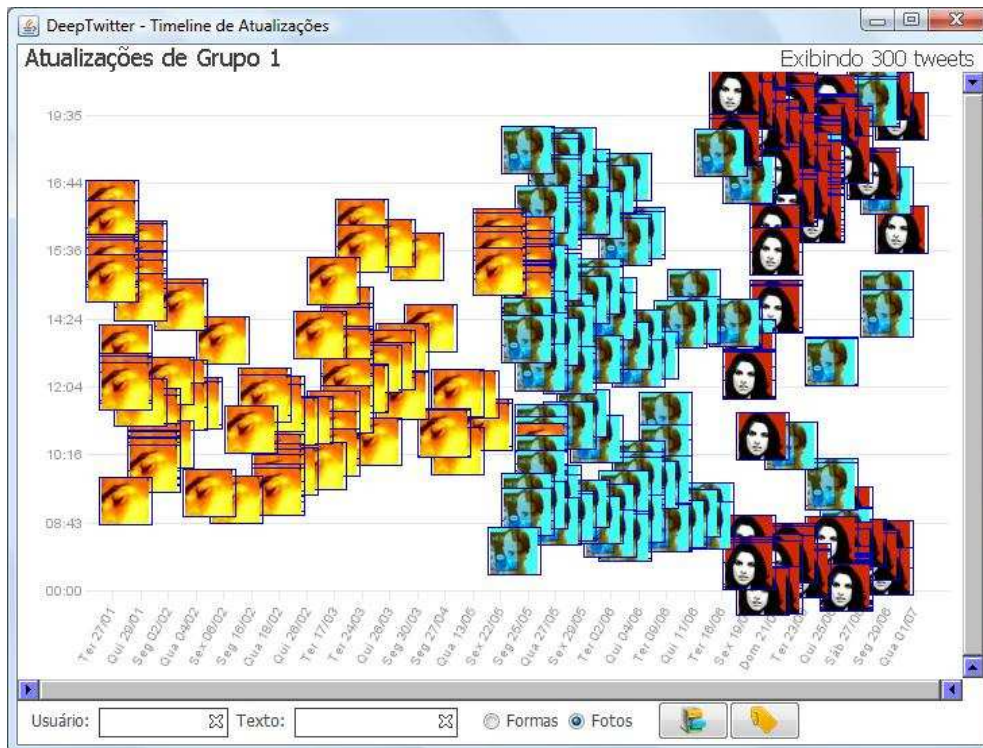 DeepTwitter - Timeline de Atualizações
Atualizações de Grupo 1
Exibindo 300 tweets
19:35
16:44
15:36
14:24
12:04
10:16
08:43
00:00
Ter 27/01
Qui 29/01
Seg 02/02
Qua 04/02
Sex 06/02
Seg 16/02
Qua 18/02
Qui 26/02
Ter 17/03
Ter 24/03
Qui 26/03
Seg 30/03
Seg 27/04
Qua 13/05
Sex 22/05
Seg 25/05
Qua 27/05
Sex 29/05
Ter 02/06
Qui 04/06
Ter 09/06
Qui 11/06
Ter 16/06
Sex 19/
Dom 21/0
Ter 23/0
Qui 25/06
Sáb 27/06
Seg 29/06
Qua 01/07
Usuário:
Texto:
Formas
Fotos